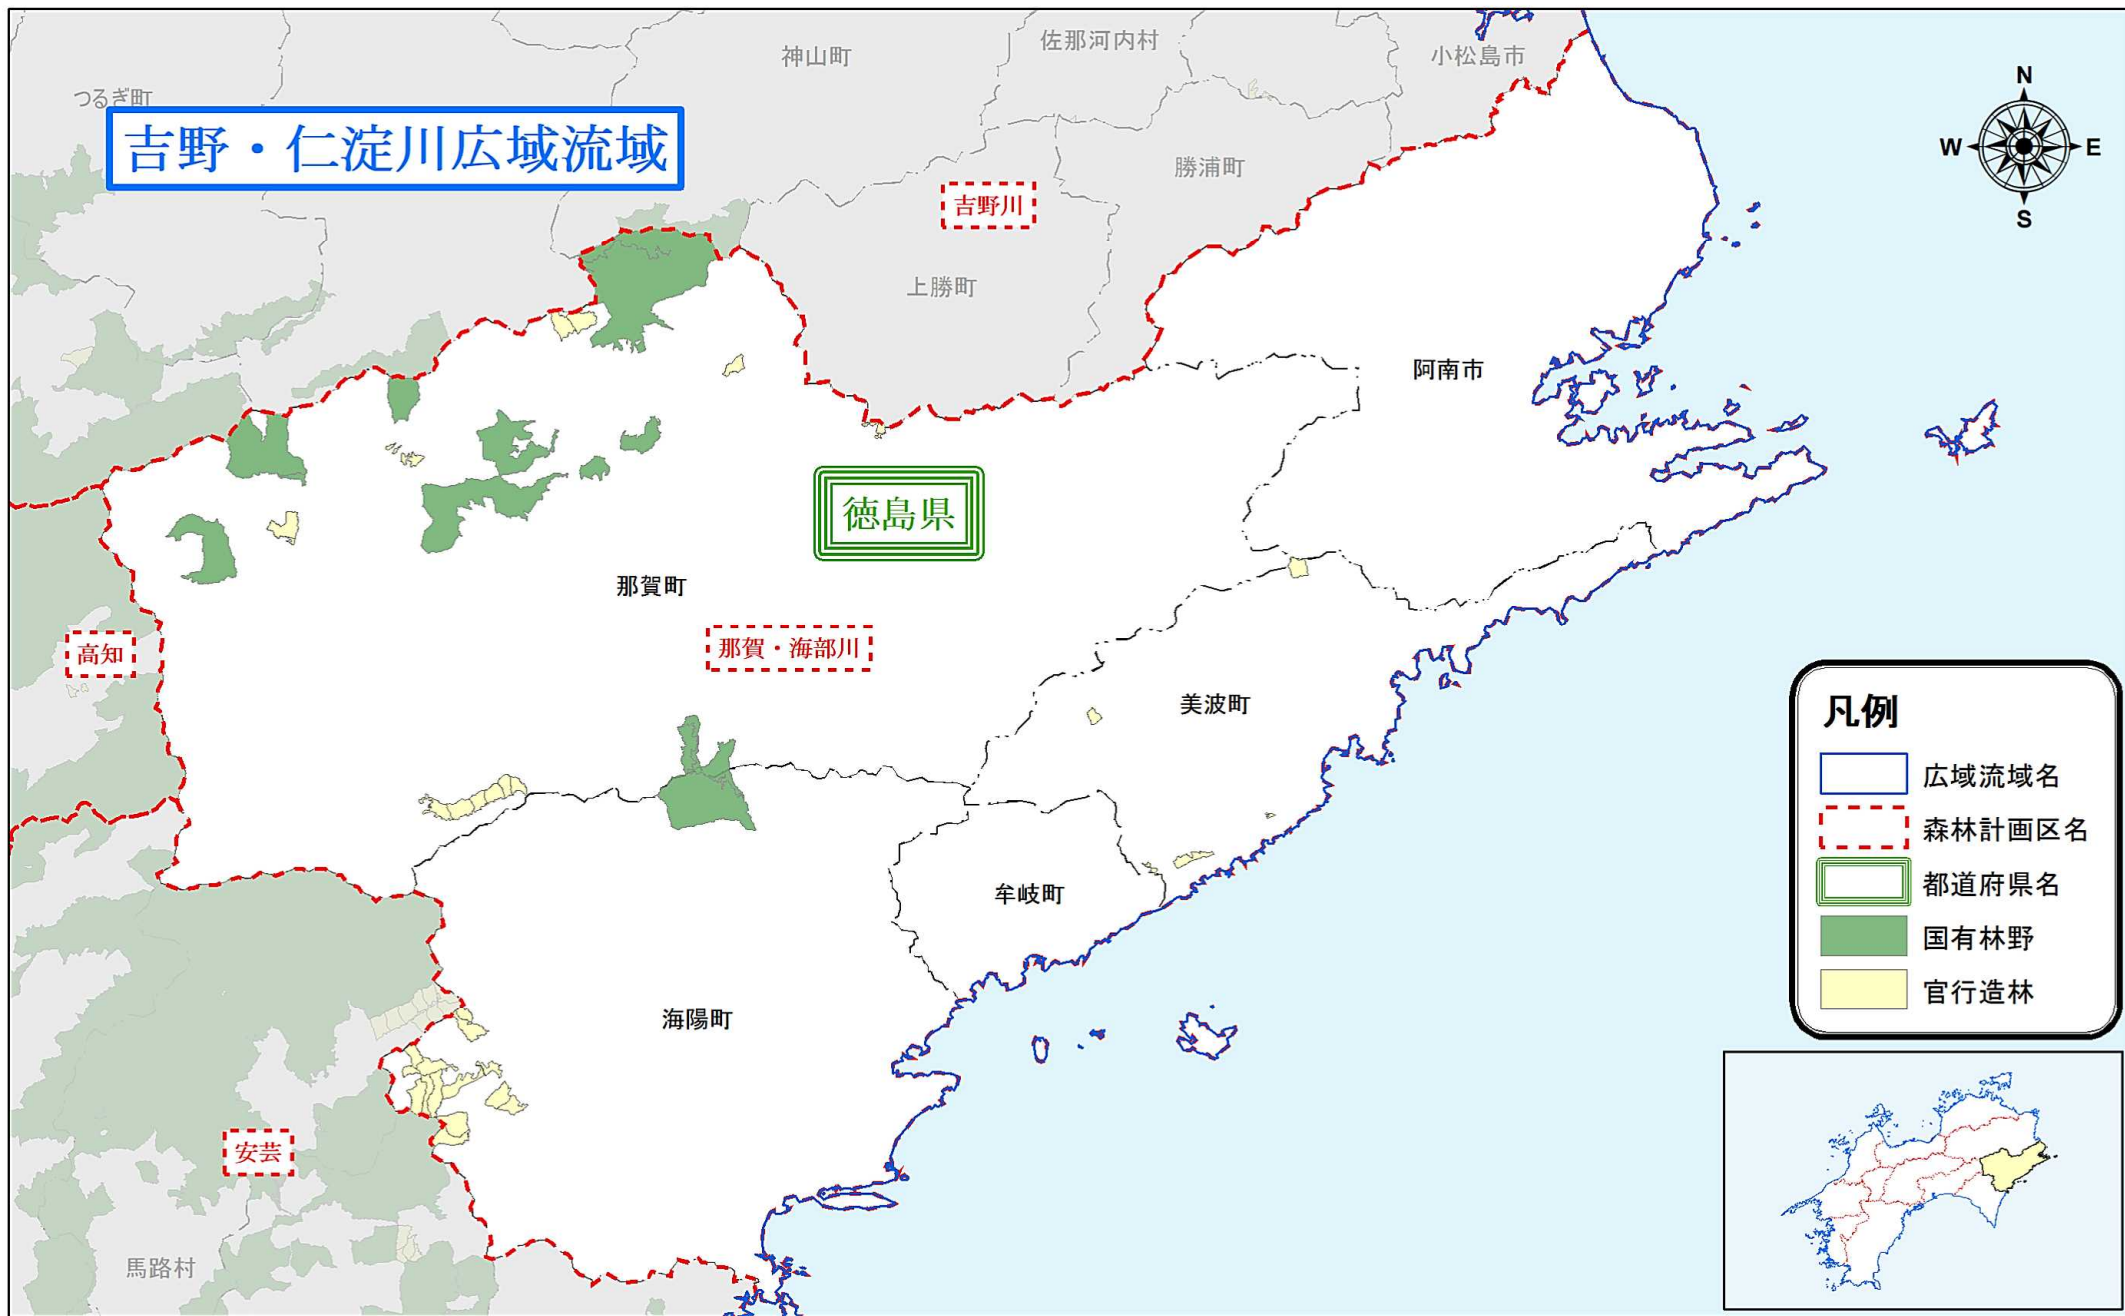 神山町
佐那河内村
小松島市
つるぎ町
吉野・仁淀川広域流域
勝浦町
吉野川
上勝町
N
W
E
S
阿南市
徳島県
那賀町
高知
那賀・海部川
美波町
牟岐町
海陽町
安芸
馬路村
凡例
広域流域名
森林計画区名
都道府県名
国有林野
官行造林